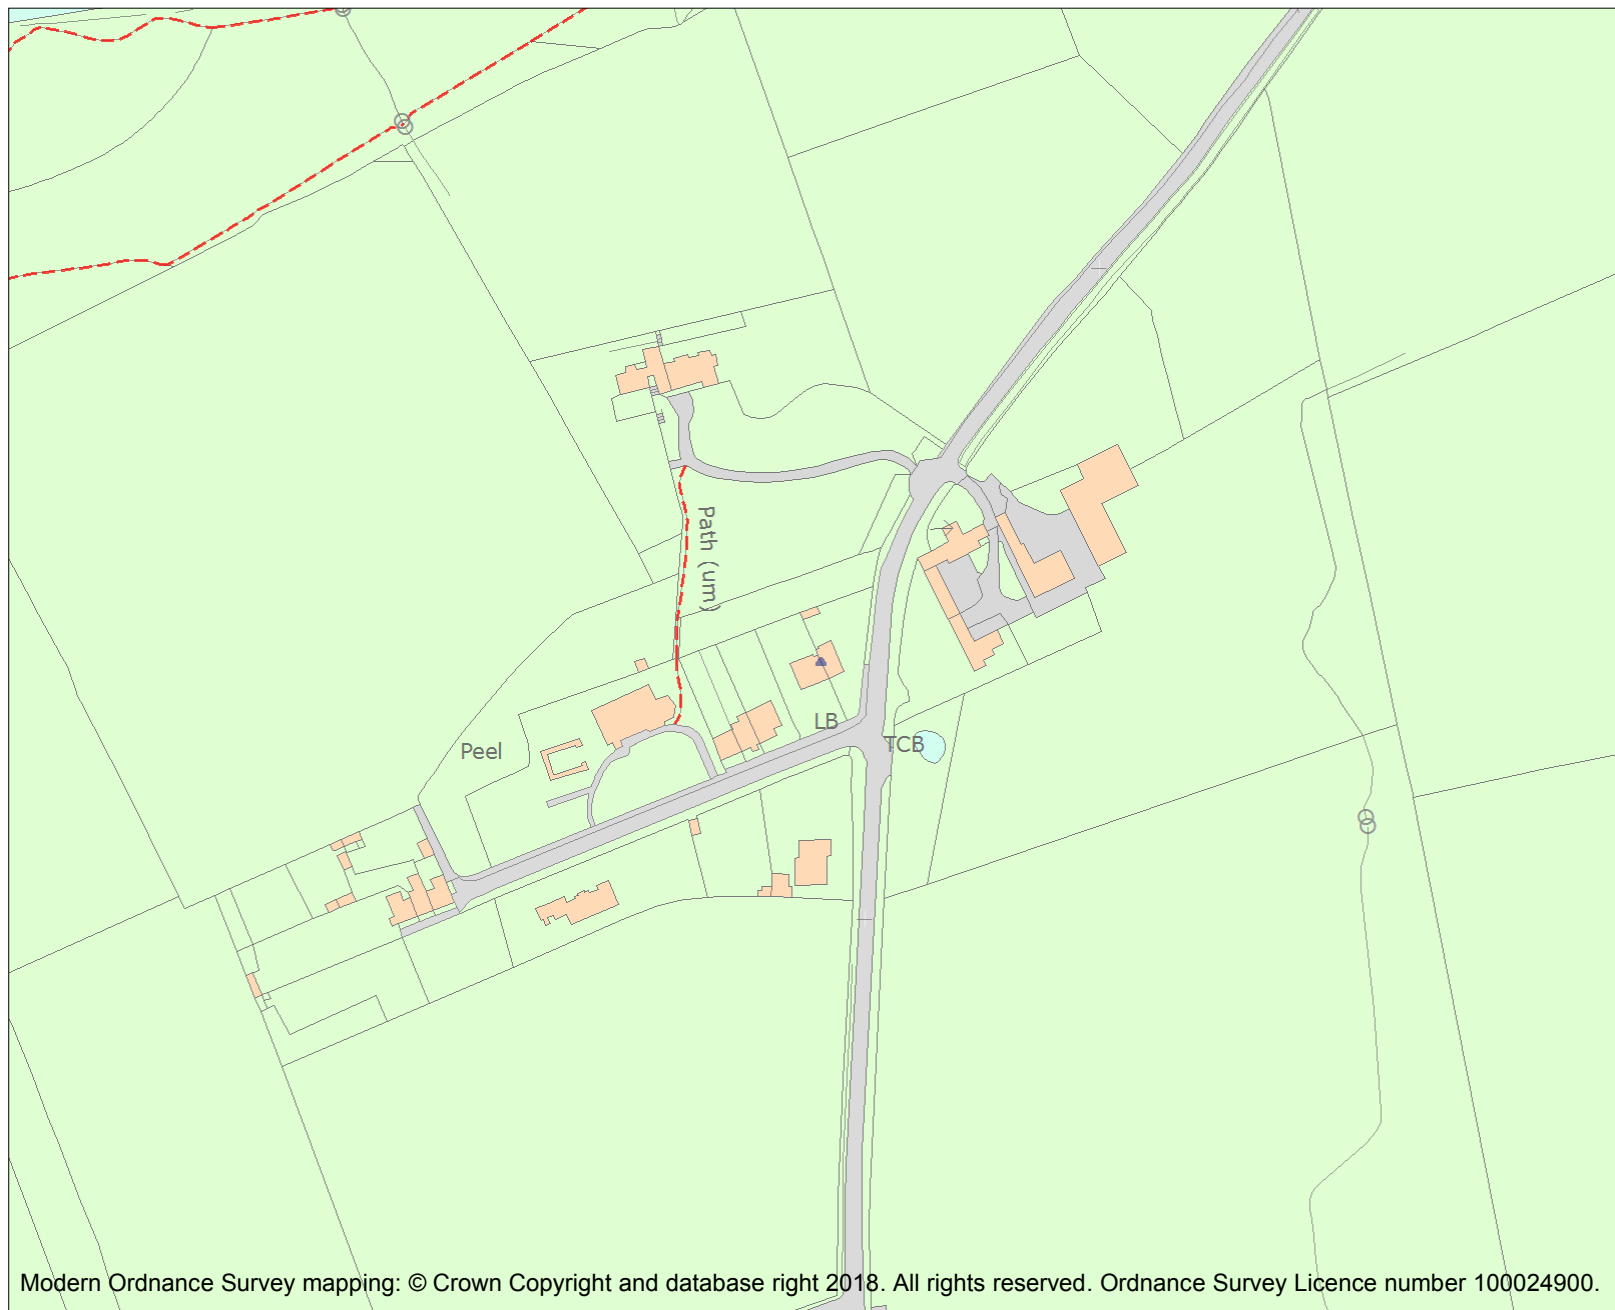 Path (um)
LB
TCB
Peel
Modern Ordnance Survey mapping: © Crown Copyright and database right 2018. All rights reserved. Ordnance Survey Licence number 100024900.